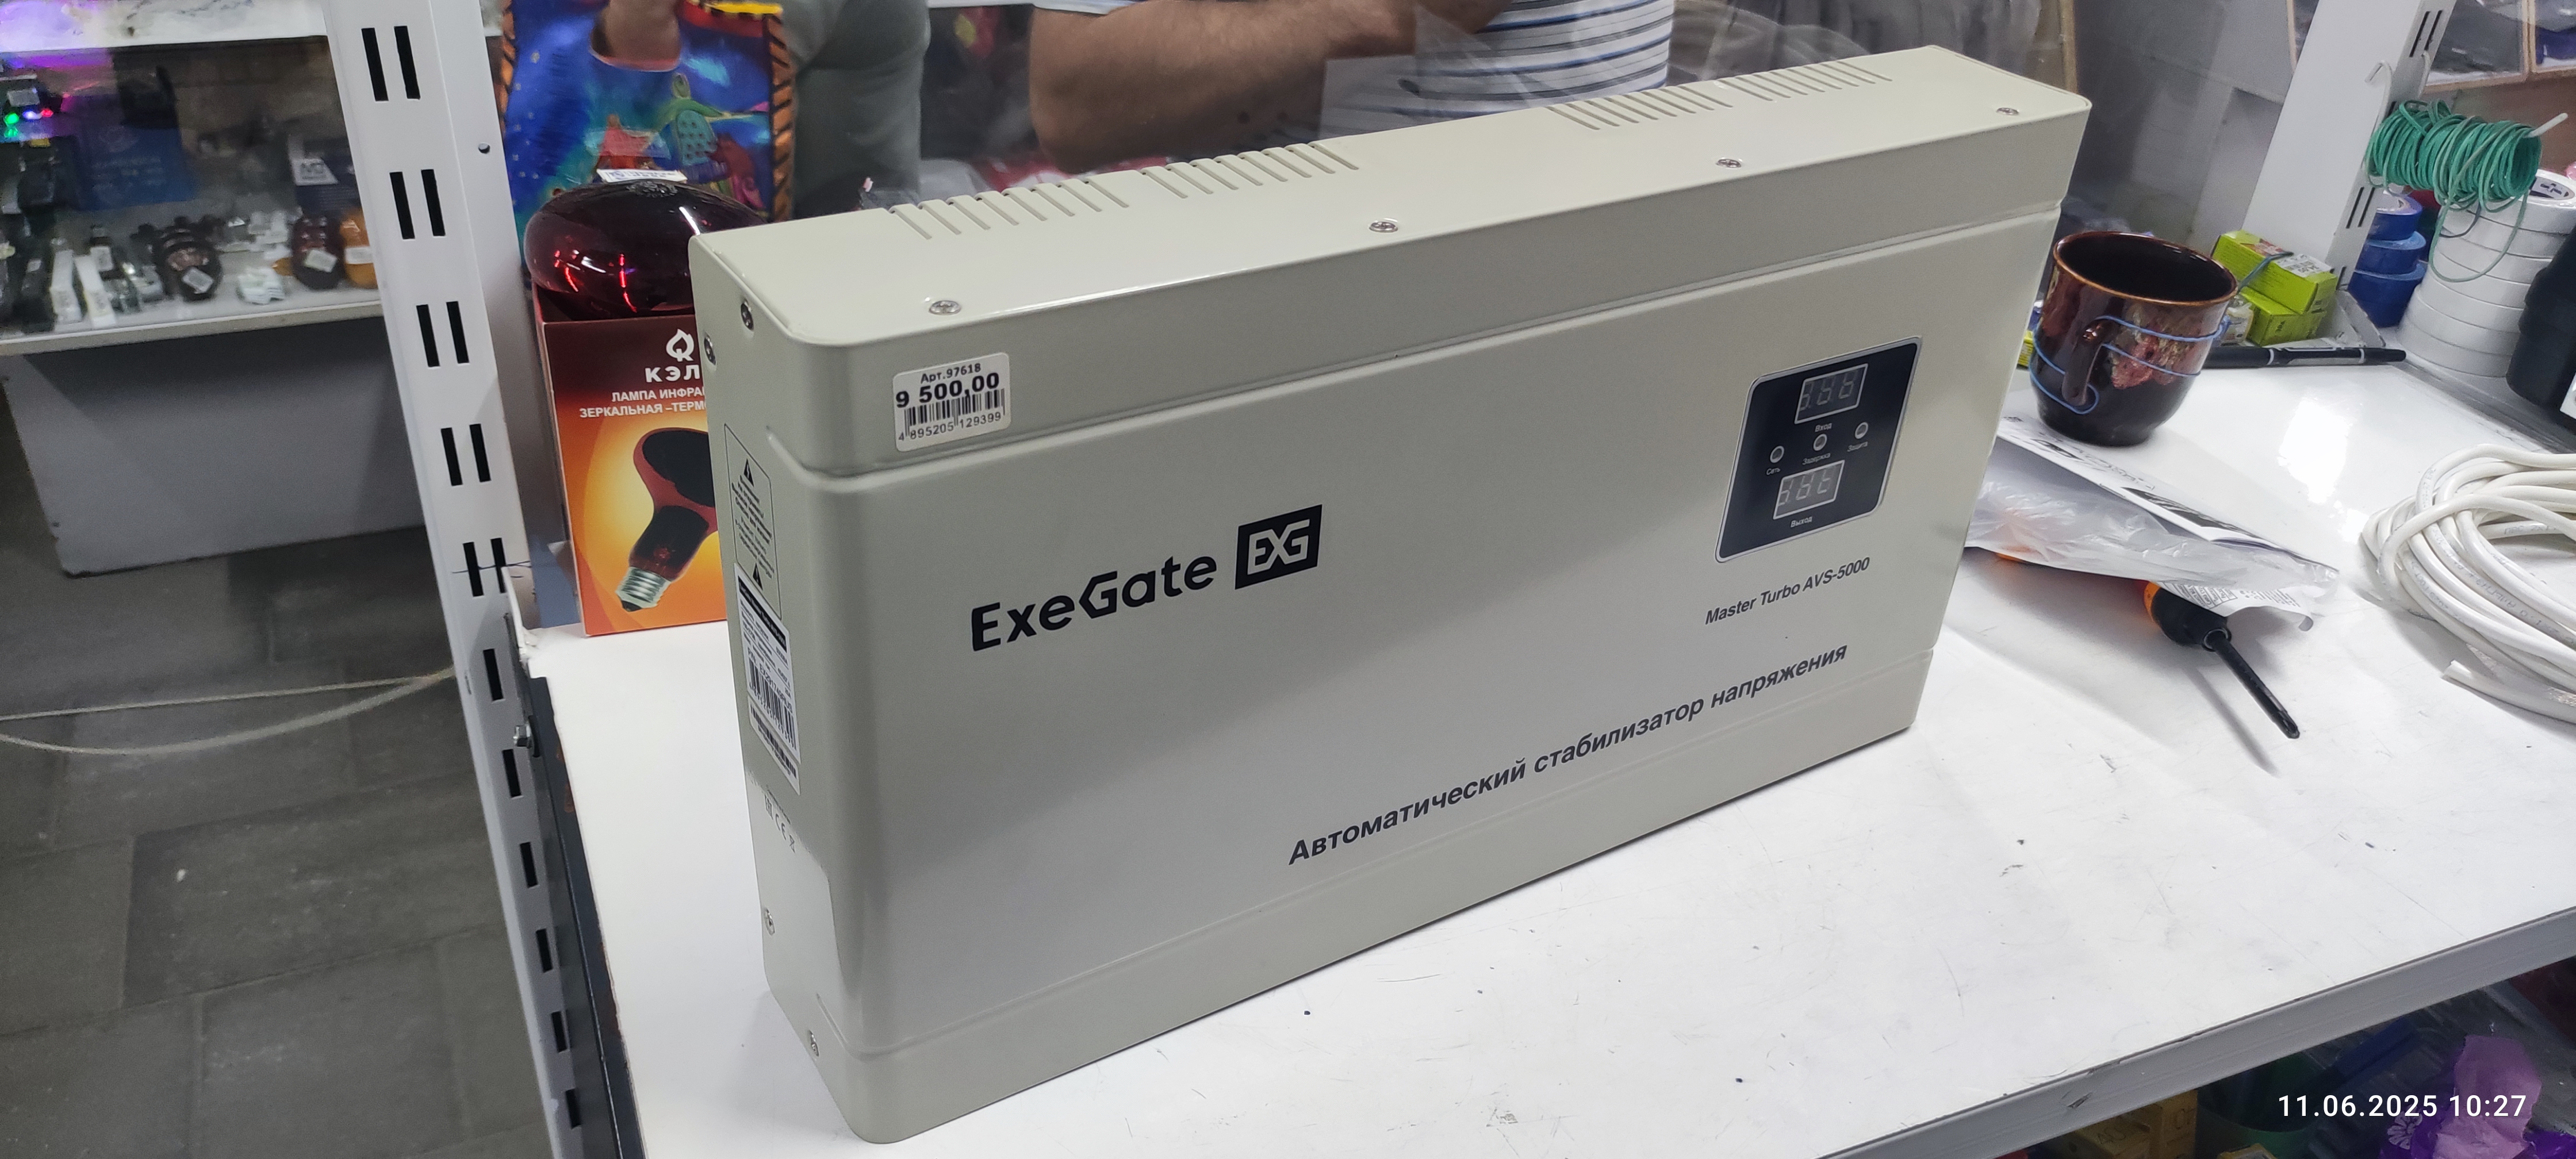 КЭЛ
ЛАМПА ИНФРА
ЗЕРКАЛЬНАЯ –ТЕРМ
Арт.97618
9 500,00
4 895205 129399
ExeGate EXG
Вход
Сеть
Задержка
Защита
Выход
Master Turbo AVS-5000
Автоматический стабилизатор напряжения
11.06.2025 10:27